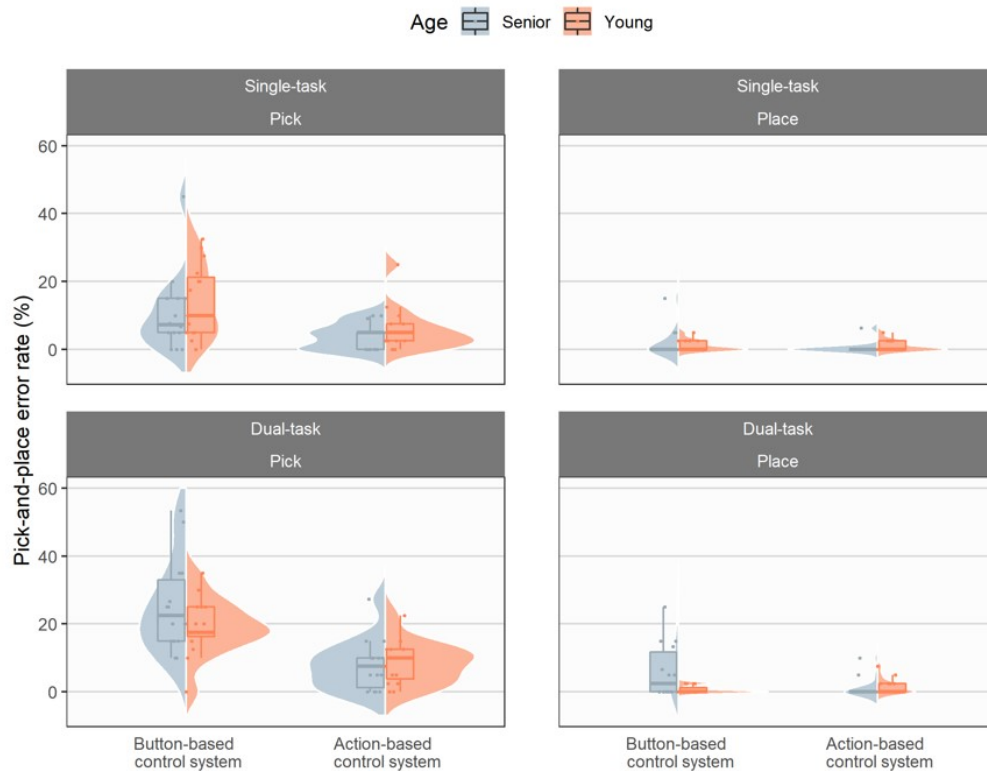 Age Senior Young
Single-task
Pick
Single-task
Place
Pick-and-place error rate (%)
60
40
20
0
Dual-task
Pick
Dual-task
Place
60
40
20
0
Button-based
control system
Action-based
control system
Button-based
control system
Action-based
control system